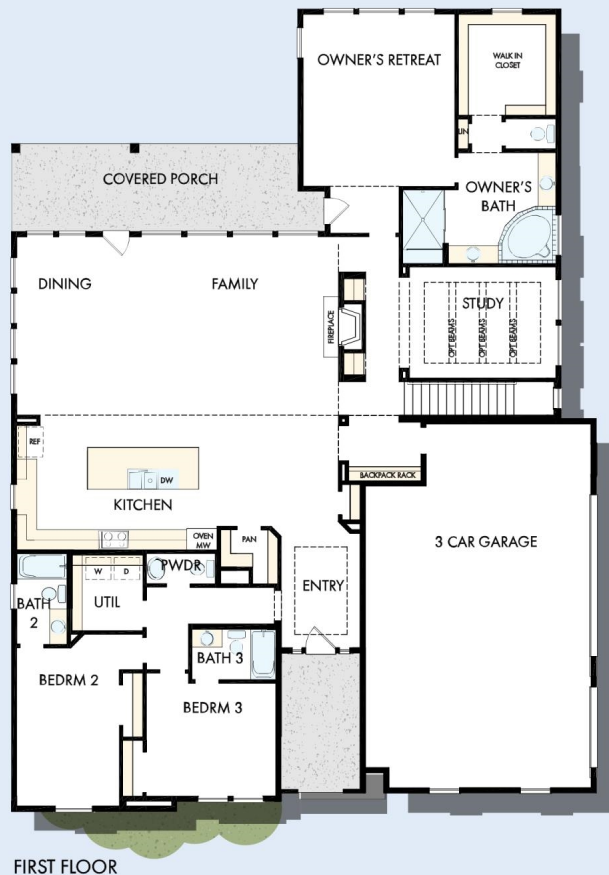 OWNER'S RETREAT
WALK IN
CLOSET
LIN
COVERED PORCH
OWNER'S
BATH
DINING
FAMILY
FIREPLACE
STUDY
OPT BEAMS
OPT BEAMS
OPT BEAMS
REF
DW
KITCHEN
BACKPACK RACK
OVEN
MW
PAN
3 CAR GARAGE
W
D
PWDR
ENTRY
BATH
2
UTIL
BATH 3
BEDRM 2
BEDRM 3
FIRST FLOOR